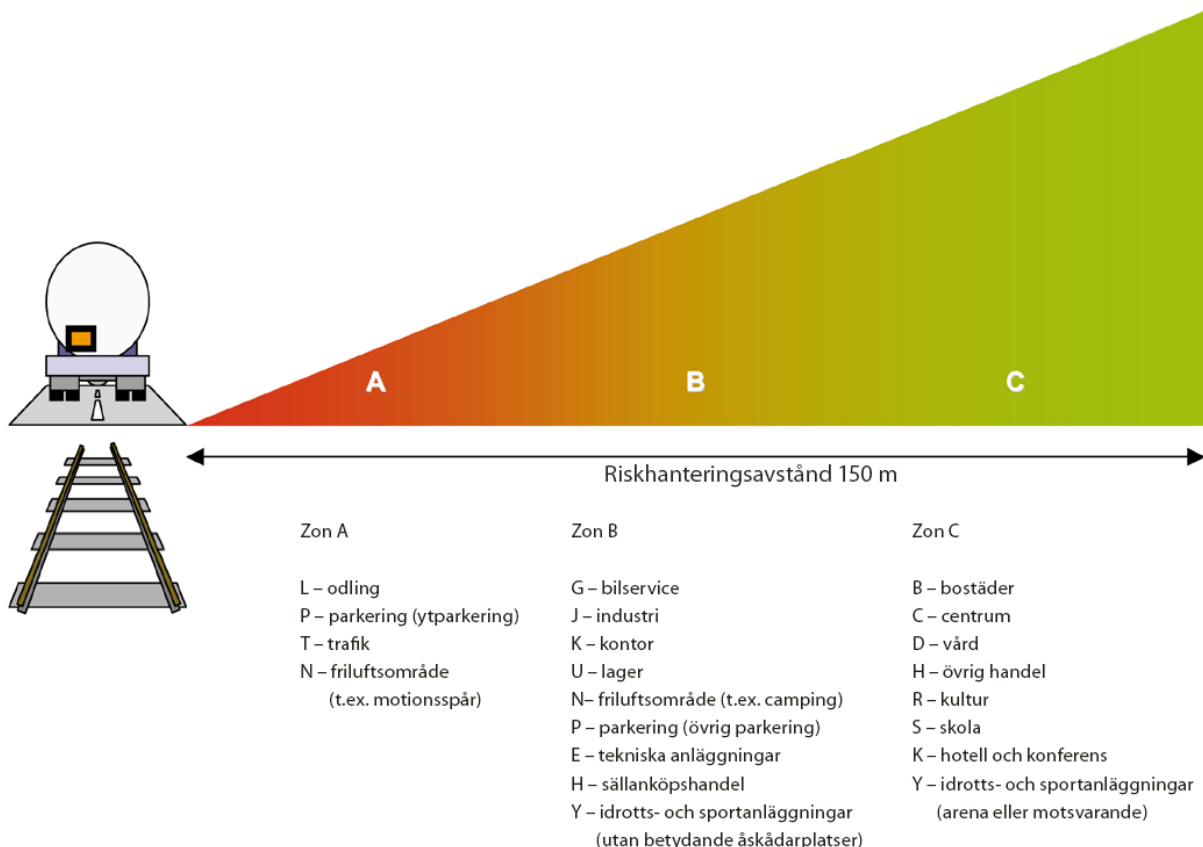 A
B
C
Riskhanteringsavstånd 150 m
Zon A
L – odling
P – parkering (ytparkering)
T – trafik
N – friluftsområde
(t.ex. motionsspår)
Zon B
G – bilservice
J – industri
K – kontor
U – lager
N– friluftsområde (t.ex. camping)
P – parkering (övrig parkering)
E – tekniska anläggningar
H – sällanköpshandel
Y – idrotts- och sportanläggningar
(utan betydande åskådarplatser)
Zon C
B – bostäder
C – centrum
D – vård
H – övrig handel
R – kultur
S – skola
K – hotell och konferens
Y – idrotts- och sportanläggningar
(arena eller motsvarande)